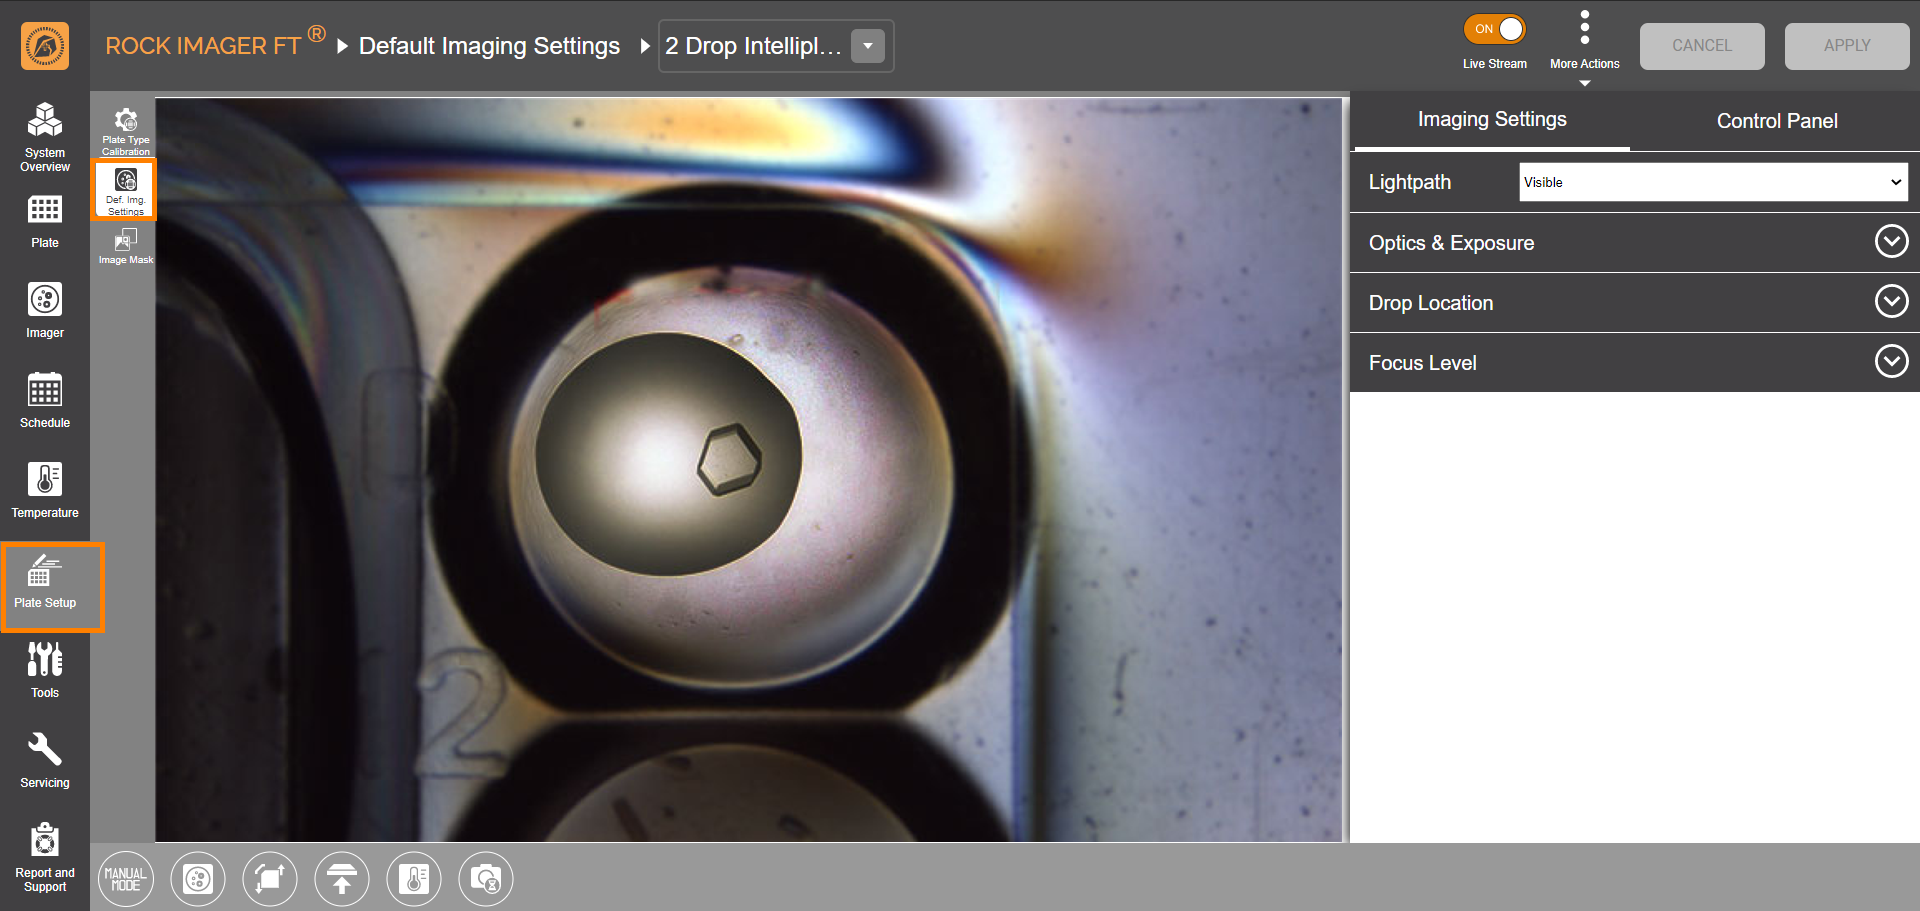 ROCK IMAGER FT ® Default Imaging Settings 2 Drop Intellipl...
ON
Live Stream
More Actions
CANCEL
APPLY
System
Overview
Plate
Imager
Schedule
Temperature
Plate Setup
Tools
Servicing
Report and
Support
Plate Type
Calibration
Def. Img.
Settings
Image Mask
2
Imaging Settings
Control Panel
Lightpath
Visible
Optics & Exposure
Drop Location
Focus Level
MANUAL
MODE